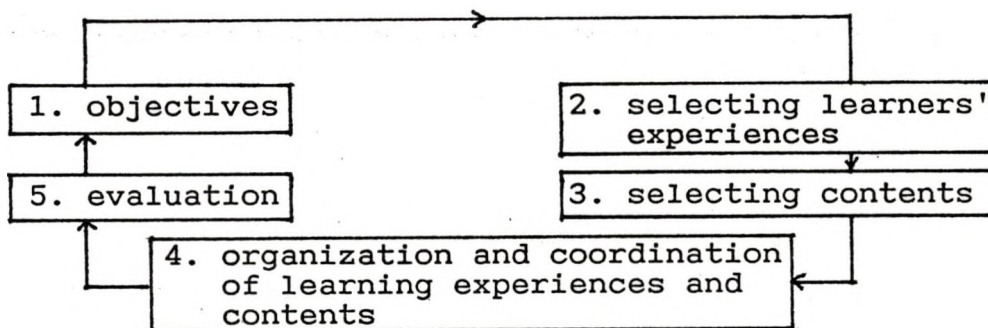 1. objectives
2. selecting learners'
experiences
3. selecting contents
5. evaluation
4. organization and coordination
of learning experiences and
contents